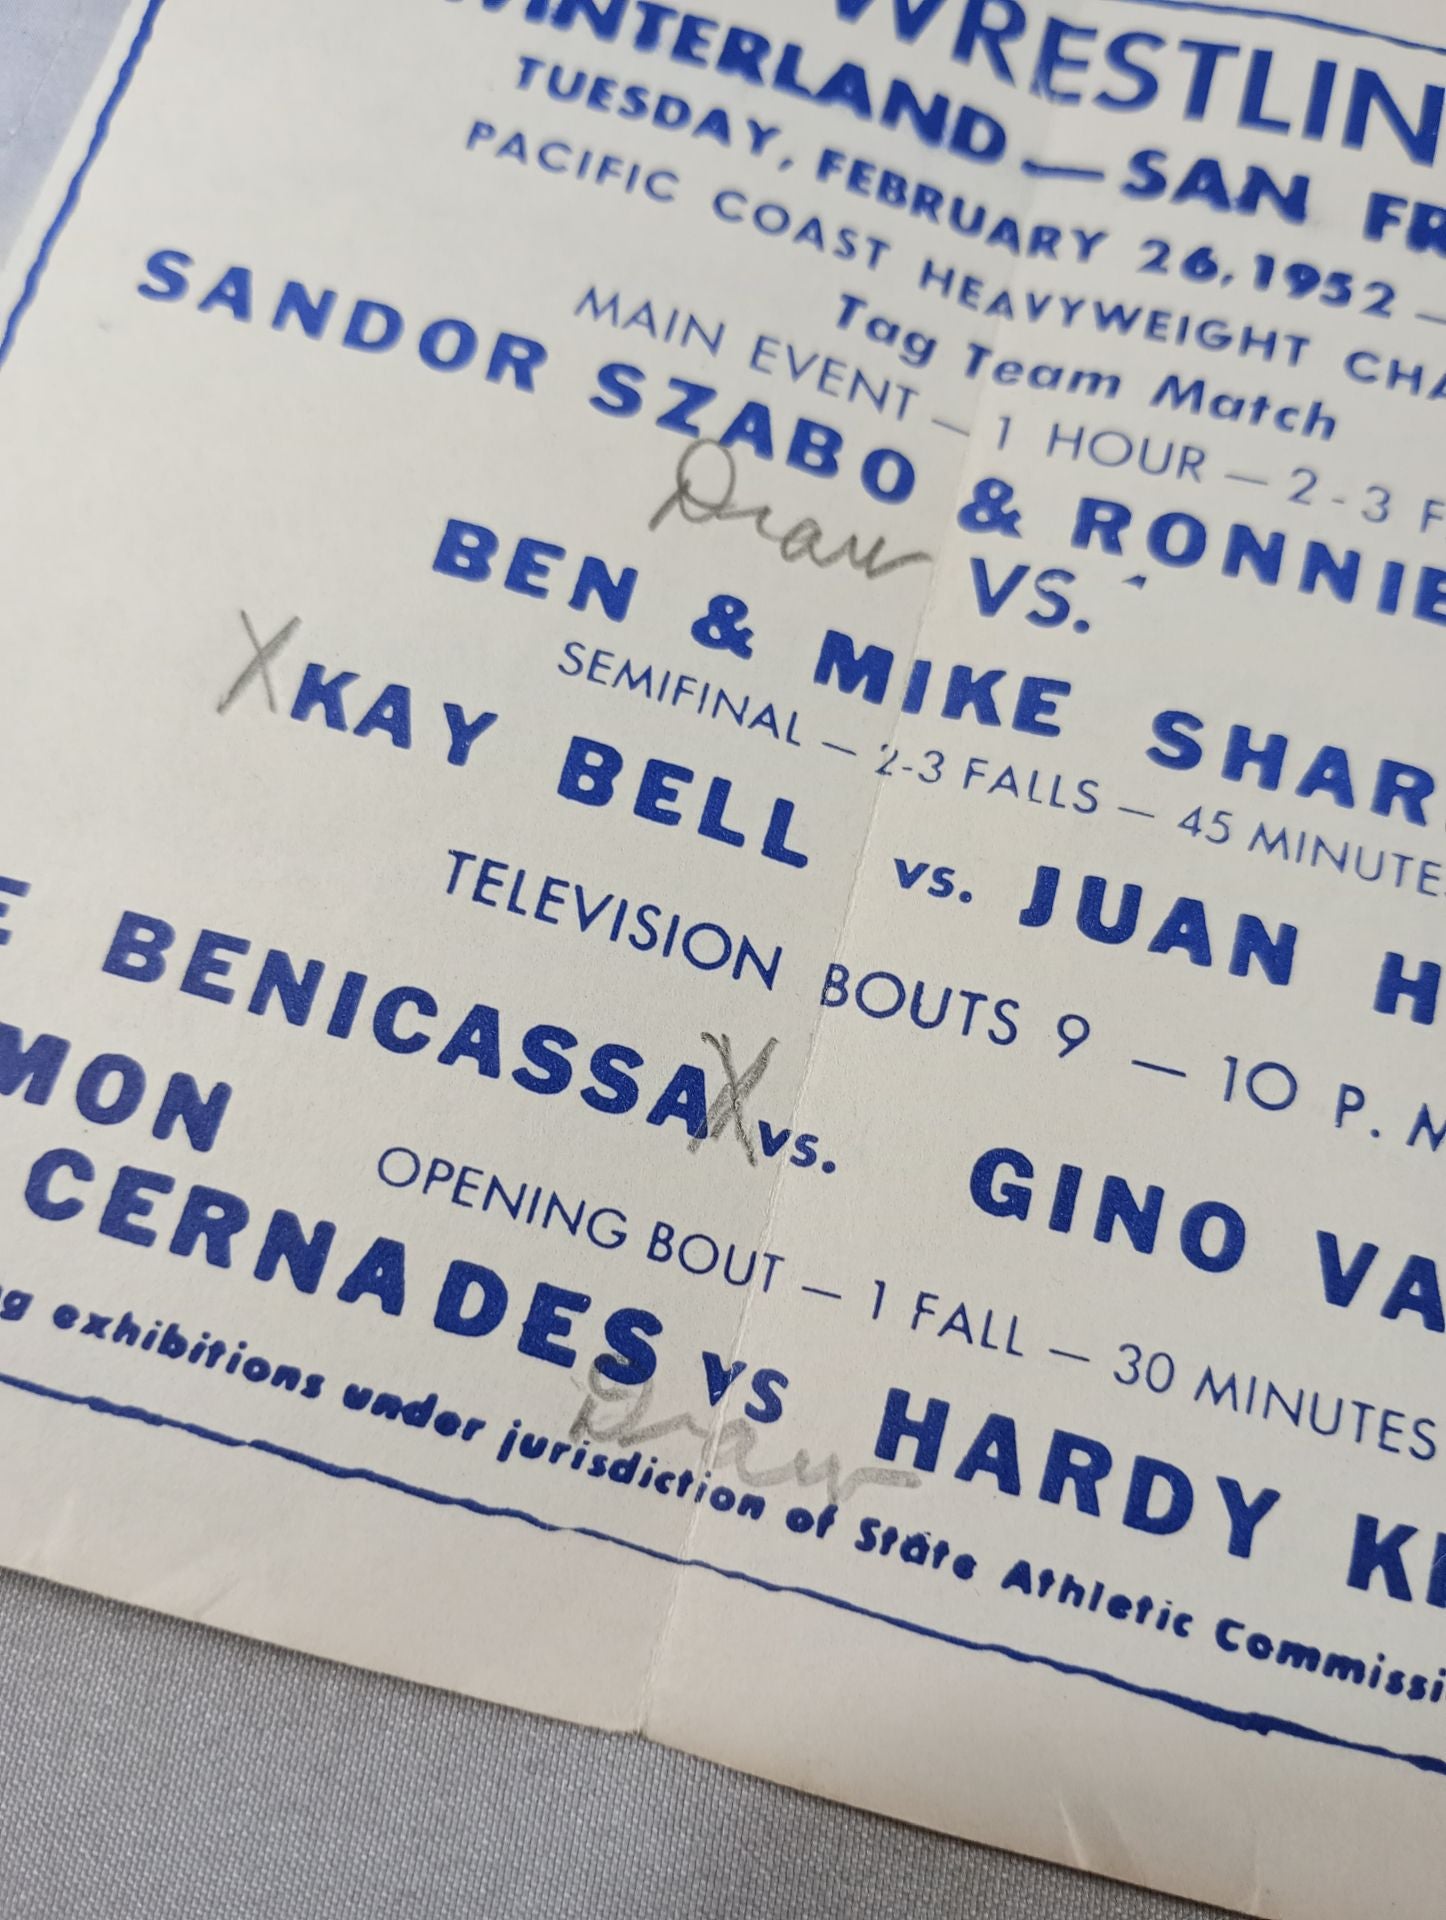 WRESTLIN
WINTERLAND — SAN FR
TUESDAY, FEBRUARY 26, 1952 —
PACIFIC COAST HEAVYWEIGHT CHA
Tag Team Match
MAIN EVENT — 1 HOUR — 2-3 F
SANDOR SZABO & RONNIE
Draw VS.
BEN & MIKE SHAR
SEMIFINAL — 2-3 FALLS — 45 MINUTES
X KAY BELL vs. JUAN H
TELEVISION BOUTS 9 — 10 P. M
E BENICASSA X vs. GINO VA
MON
OPENING BOUT — 1 FALL — 30 MINUTES
CERNADES vs HARDY K
Draw
g exhibitions under jurisdiction of State Athletic Commissi